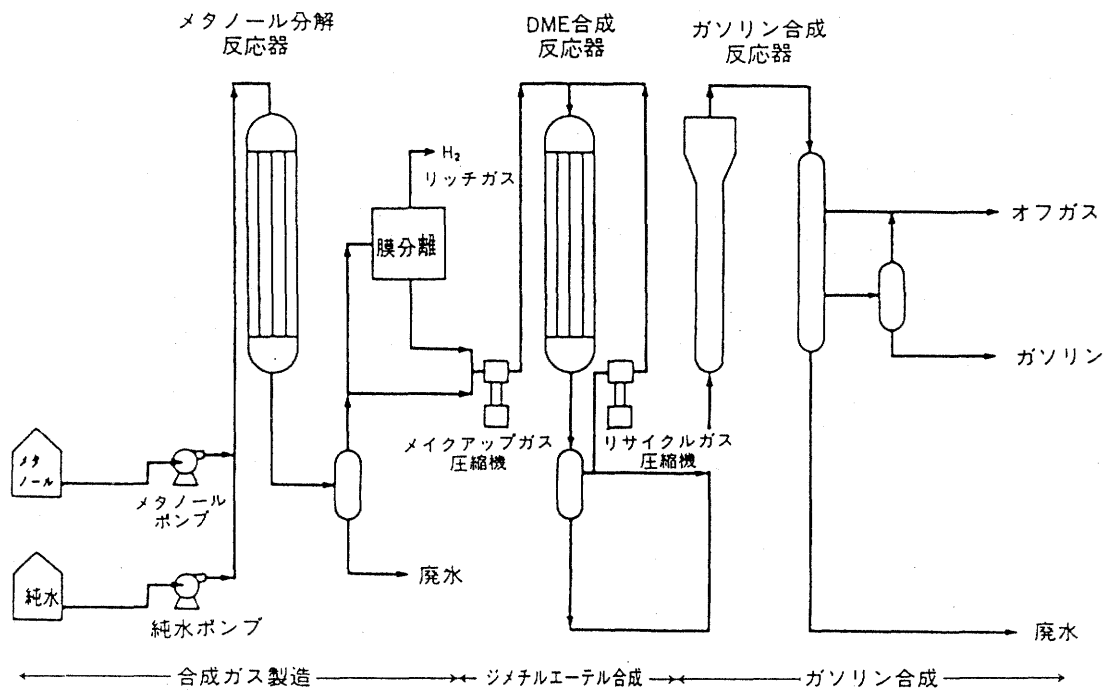 メタノール分解
反応器
DME合成
反応器
ガソリン合成
反応器
H₂
リッチガス
膜分離
オフガス
ガソリン
メイクアップガス
圧縮機
リサイクルガス
圧縮機
メタ
ノール
メタノール
ポンプ
純水
純水ポンプ
廃水
廃水
合成ガス製造
ジメチルエーテル合成
ガソリン合成